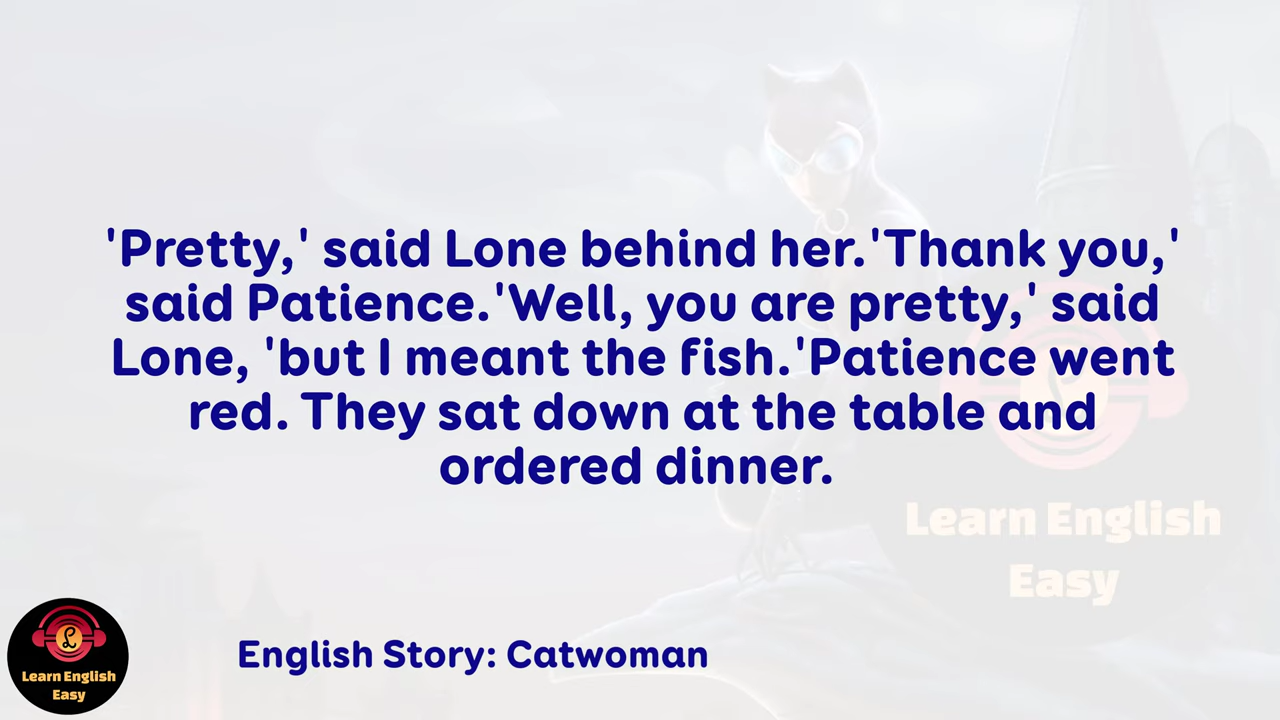 'Pretty,' said Lone behind her.'Thank you,'
said Patience.'Well, you are pretty,' said
Lone, 'but I meant the fish.'Patience went
red. They sat down at the table and
ordered dinner.
Learn English
Easy
English Story: Catwoman
L
Learn English
Easy